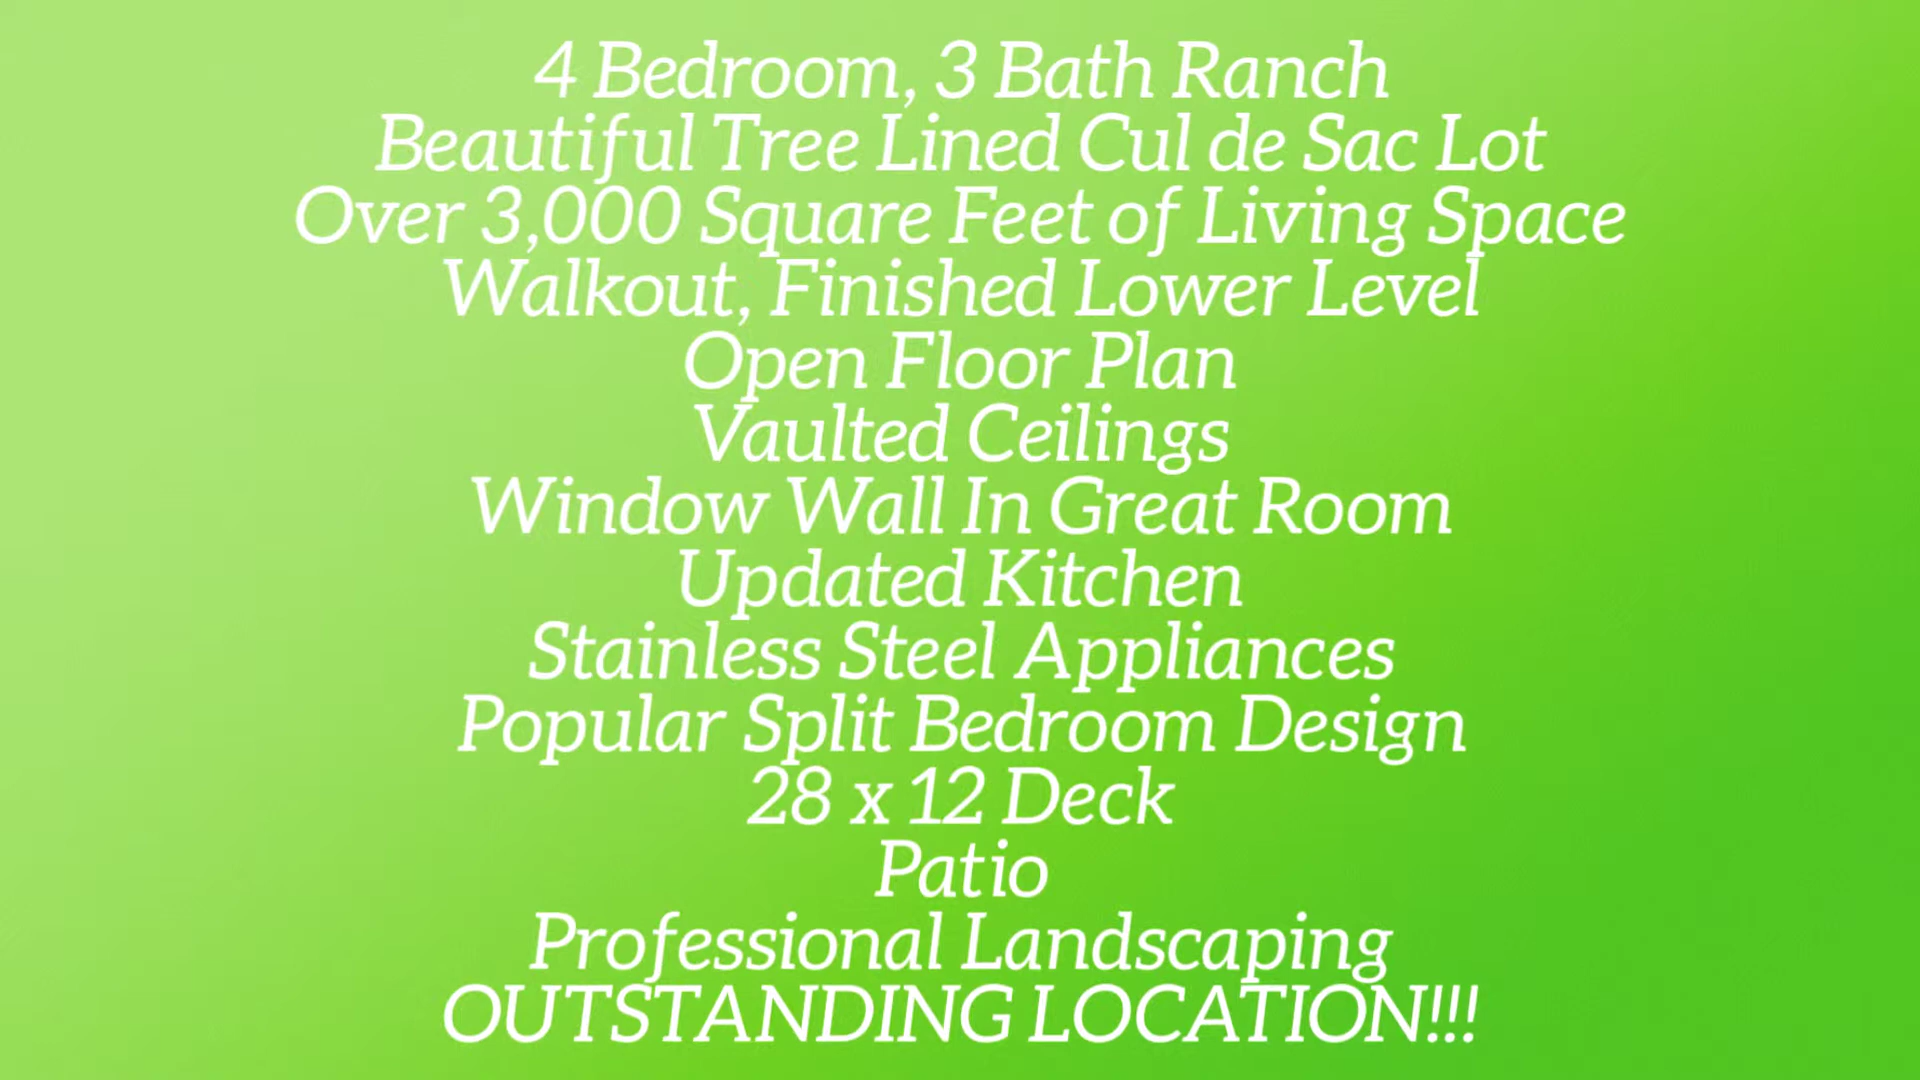 4 Bedroom, 3 Bath Ranch
Beautiful Tree Lined Cul de Sac Lot
Over 3,000 Square Feet of Living Space
Walkout, Finished Lower Level
Open Floor Plan
Vaulted Ceilings
Window Wall In Great Room
Updated Kitchen
Stainless Steel Appliances
Popular Split Bedroom Design
28 x 12 Deck
Patio
Professional Landscaping
OUTSTANDING LOCATION!!!